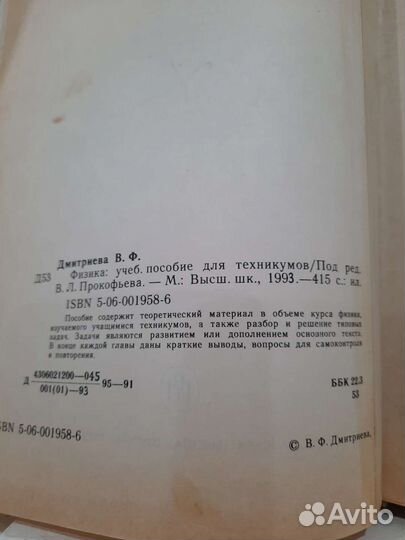 Дмитриева В. Ф.
Д53 Физика: учеб. пособие для техникумов/Под ред.
В. Л. Прокофьева. — М.: Высш. шк., 1993.—415 с.: ил.
ISBN 5-06-001958-6
Пособие содержит теоретический материал в объеме курса физики,
изучаемого учащимися техникумов, а также разбор и решение типовых
задач. Задачи являются развитием или дополнением основного текста.
В конце каждой главы даны краткие выводы, вопросы для самоконтроля
и повторения.
Д 4306021200—045
001(01)—93
95—91
ББК 22.3
53
ISBN 5-06-001958-6
© В. Ф. Дмитриева,
Avito